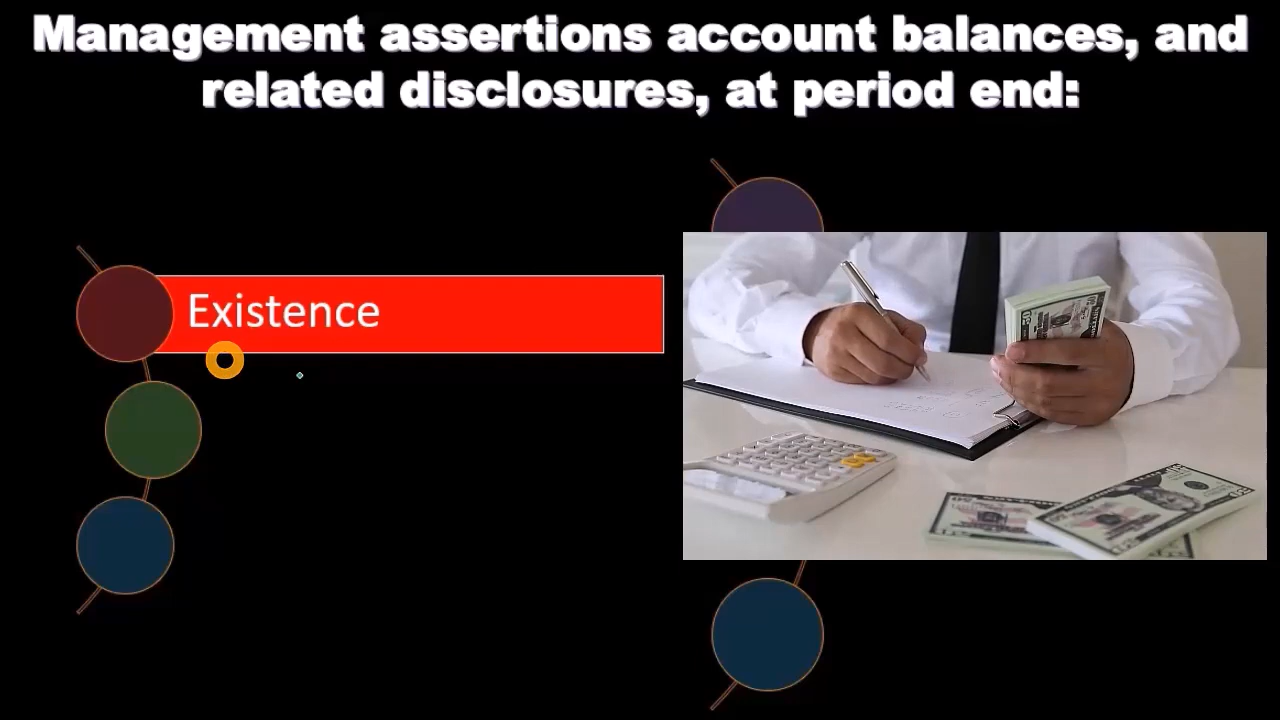 Management assertions account balances, and
related disclosures, at period end:
Existence